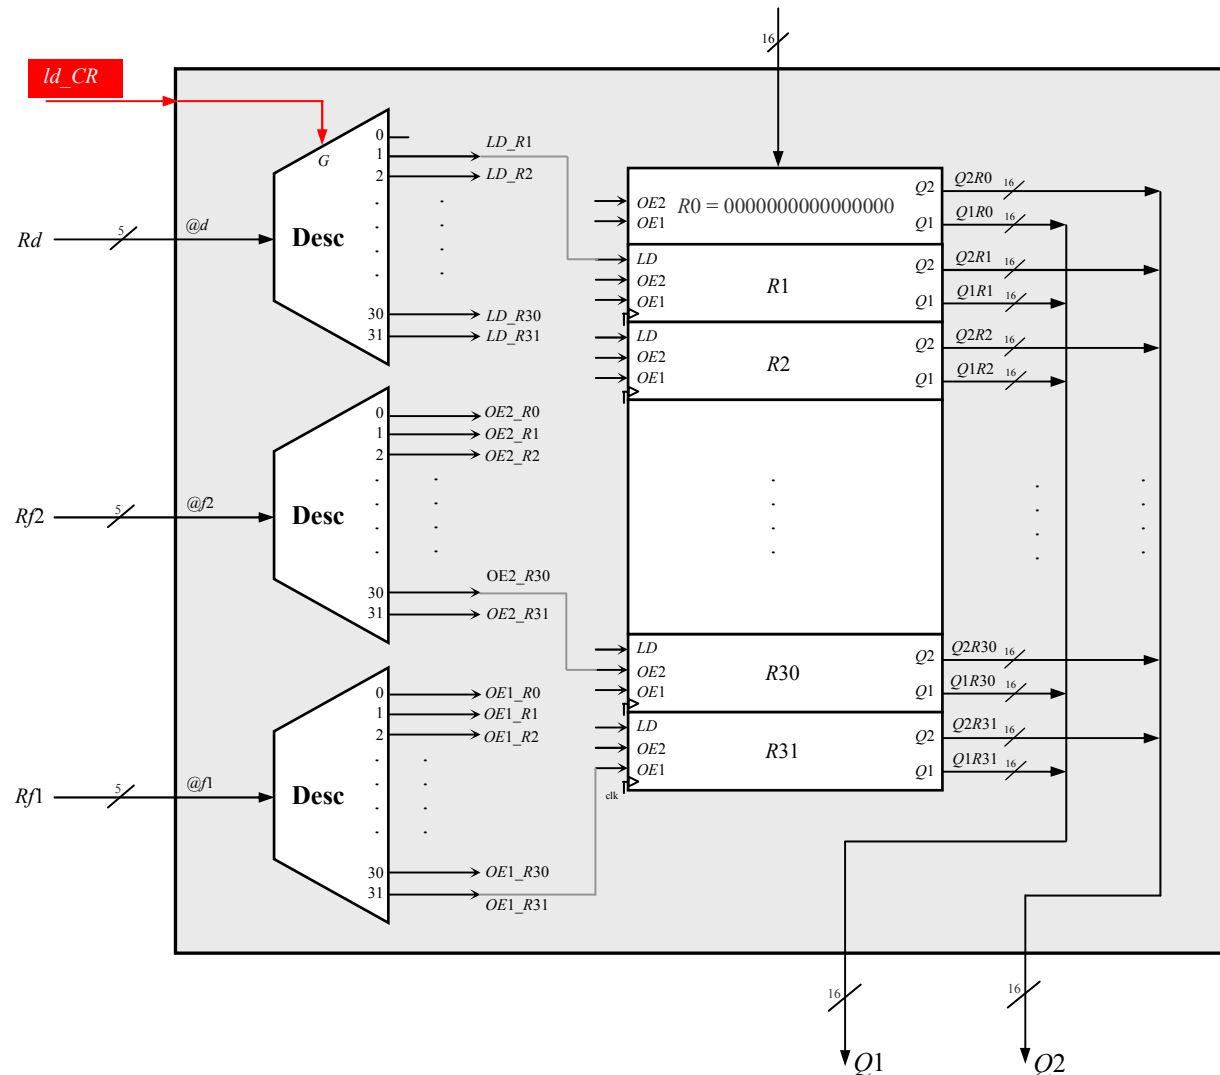 16
ld_CR
G
0
1
2
30
31
LD_R1
LD_R2
LD_R30
LD_R31
Rd
5
@d
Desc
OE2
OE1
R0 = 0000000000000000
Q2
Q1
Q2R0
16
Q1R0
16
LD
OE2
OE1
R1
Q2
Q1
Q2R1
16
Q1R1
16
LD
OE2
OE1
R2
Q2
Q1
Q2R2
16
Q1R2
16
0
1
2
30
31
OE2_R0
OE2_R1
OE2_R2
OE2_R30
OE2_R31
Rf2
5
@f2
Desc
LD
OE2
OE1
R30
Q2
Q1
Q2R30
16
Q1R30
16
LD
OE2
OE1
clk
R31
Q2
Q1
Q2R31
16
Q1R31
16
0
1
2
30
31
OE1_R0
OE1_R1
OE1_R2
OE1_R30
OE1_R31
Rf1
5
@f1
Desc
16
16
Q1
Q2